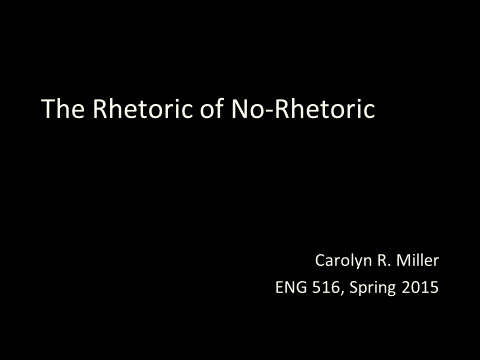 The Rhetoric of No-Rhetoric
Carolyn R. Miller
ENG 516, Spring 2015